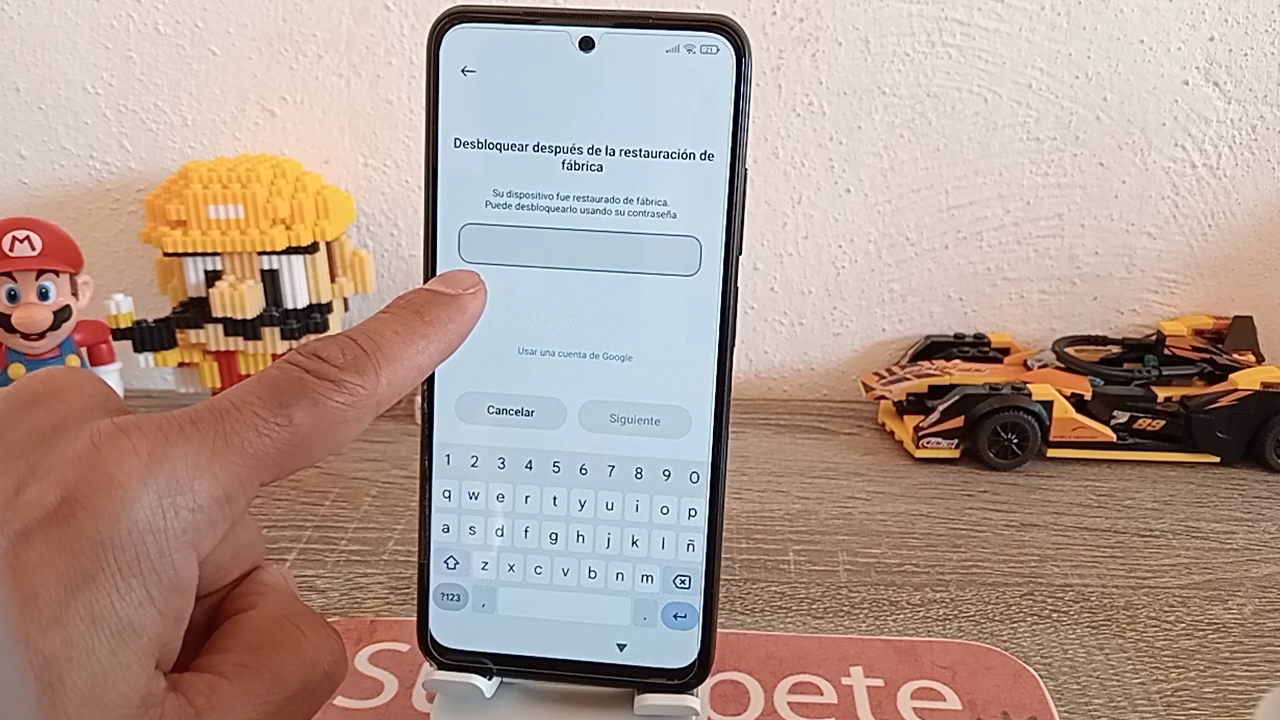 21
Desbloquear después de la restauración de
fábrica
Su dispositivo fue restaurado de fábrica.
Puede desbloquearlo usando su contraseña
Usar una cuenta de Google
Cancelar
Siguiente
1 2 3 4 5 6 7 8 9 0
q w e r t y u i o p
a s d f g h j k l ñ
z x c v b n m
?123 , .
M
89